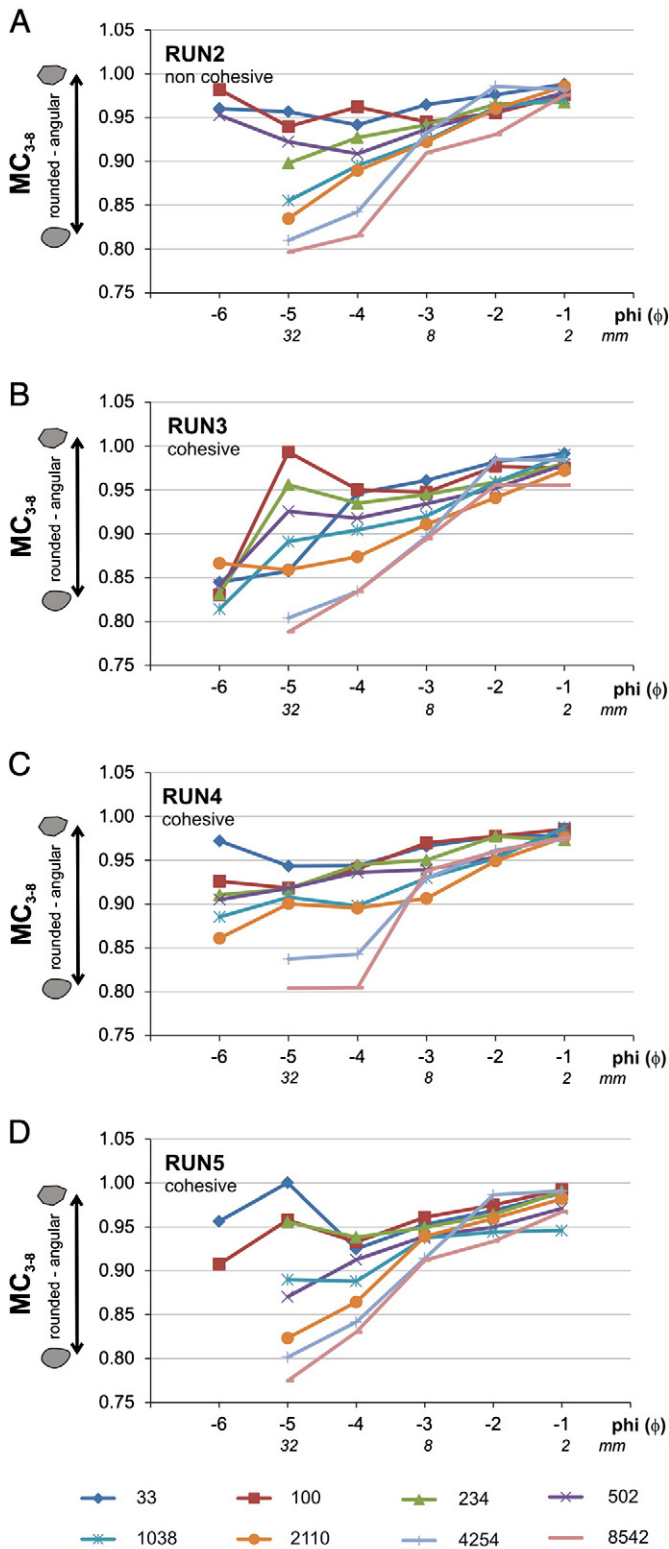 A
RUN2
non cohesive
MC3-8
rounded - angular
1.05
1.00
0.95
0.90
0.85
0.80
0.75
-6 -5 -4 -3 -2 -1 phi (ϕ)
32 8 2 mm
B
RUN3
cohesive
MC3-8
rounded - angular
1.05
1.00
0.95
0.90
0.85
0.80
0.75
-6 -5 -4 -3 -2 -1 phi (ϕ)
32 8 2 mm
C
RUN4
cohesive
MC3-8
rounded - angular
1.05
1.00
0.95
0.90
0.85
0.80
0.75
-6 -5 -4 -3 -2 -1 phi (ϕ)
32 8 2 mm
D
RUN5
cohesive
MC3-8
rounded - angular
1.05
1.00
0.95
0.90
0.85
0.80
0.75
-6 -5 -4 -3 -2 -1 phi (ϕ)
32 8 2 mm
33 100 234 502
1038 2110 4254 8542